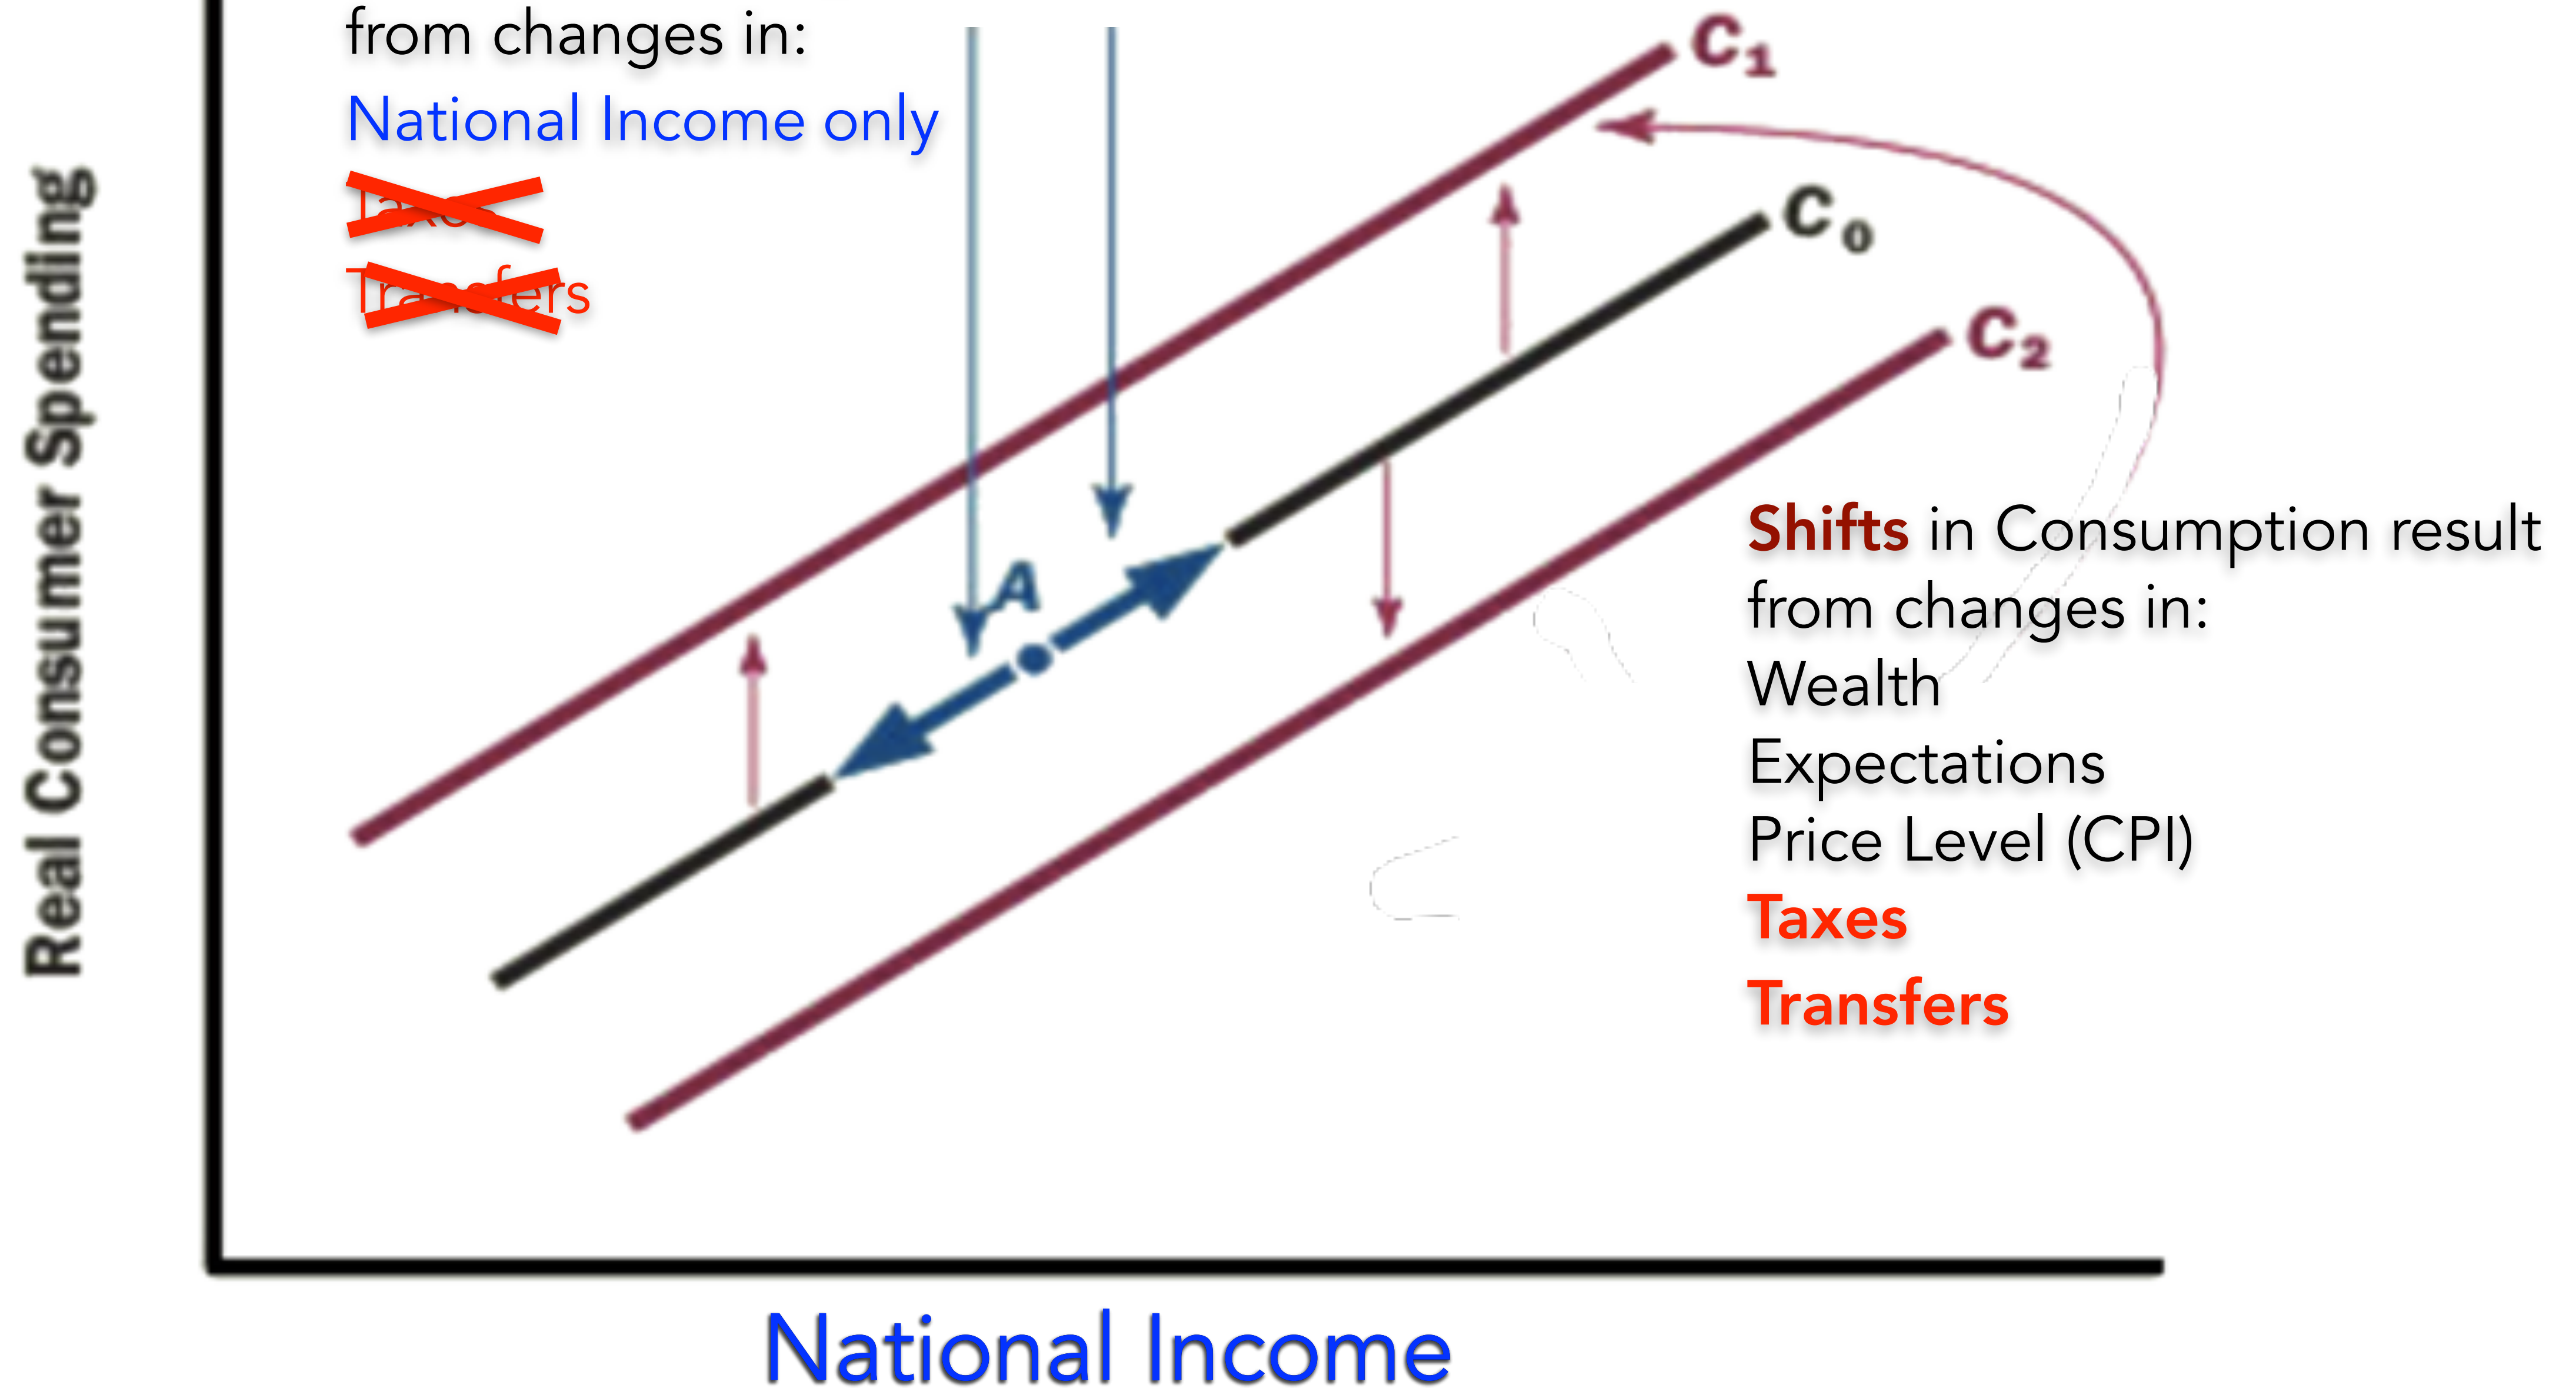 from changes in:
National Income only
Taxes
Transfers
C₁
C₀
C₂
A
Real Consumer Spending
Shifts in Consumption result
from changes in:
Wealth
Expectations
Price Level (CPI)
Taxes
Transfers
National Income